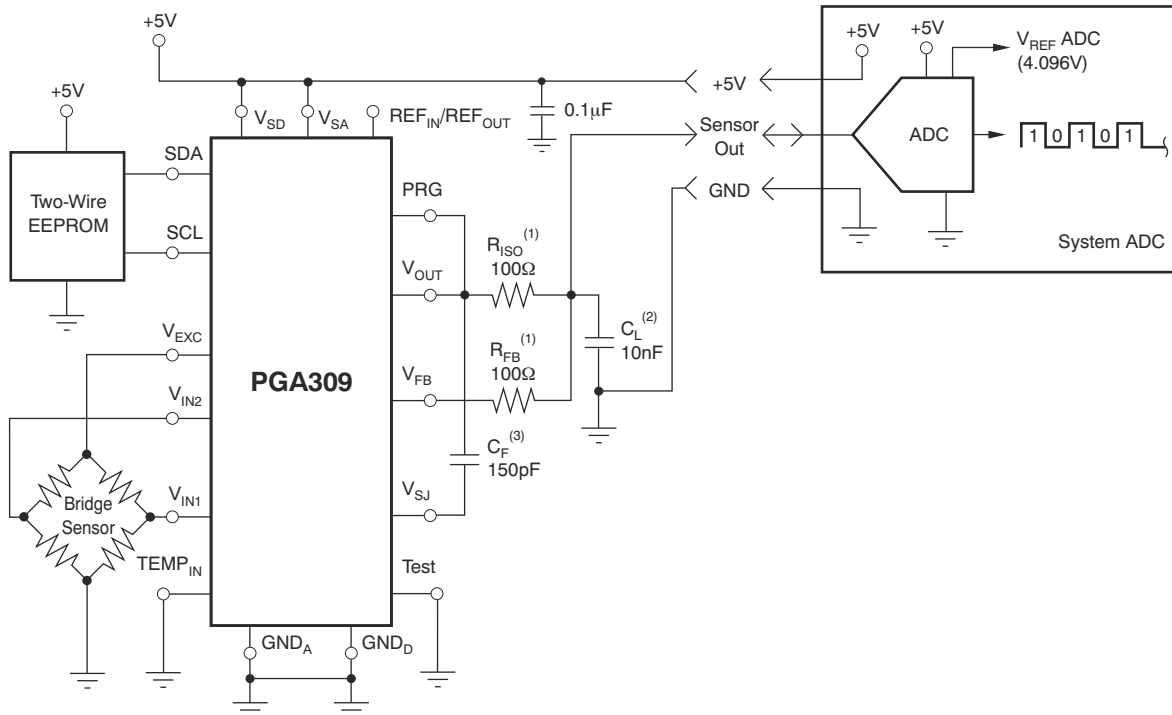 +5V
+5V
+5V
+5V
V_REF ADC
(4.096V)
+5V
V_SD
V_SA
REF_IN/REF_OUT
0.1µF
Sensor
Out
ADC
1 0 1 0 1
SDA
Two-Wire
EEPROM
PRG
GND
SCL
R_ISO^(1)
100Ω
System ADC
V_OUT
V_EXC
R_FB^(1)
100Ω
C_L^(2)
10nF
PGA309
V_FB
V_IN2
C_F^(3)
150pF
V_IN1
Bridge
Sensor
V_SJ
TEMP_IN
Test
GND_A
GND_D